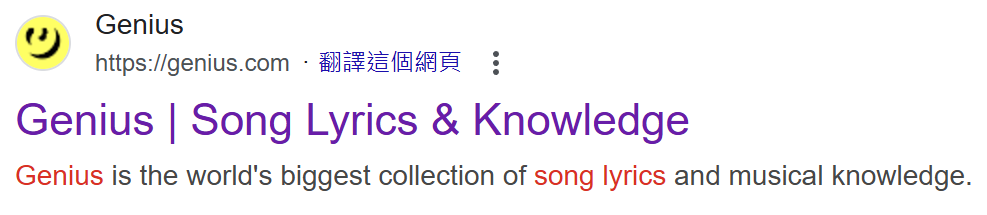 Genius
https://genius.com · 翻譯這個網頁
Genius | Song Lyrics & Knowledge
Genius is the world's biggest collection of song lyrics and musical knowledge.